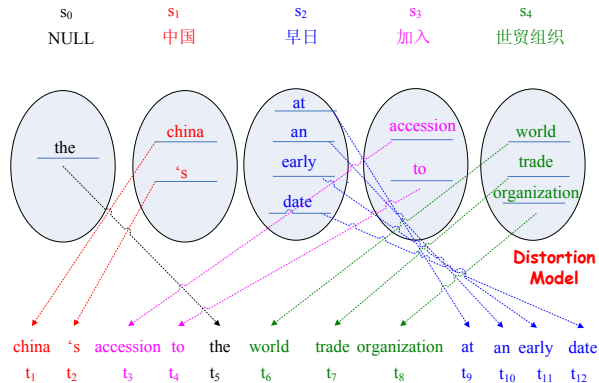 s0 s1 s2 s3 s4
NULL 中国 早日 加入 世贸组织
the
china
‘s
at
an
early
date
accession
to
world
trade
organization
Distortion
Model
china ‘s accession to the world trade organization at an early date
t1 t2 t3 t4 t5 t6 t7 t8 t9 t10 t11 t12